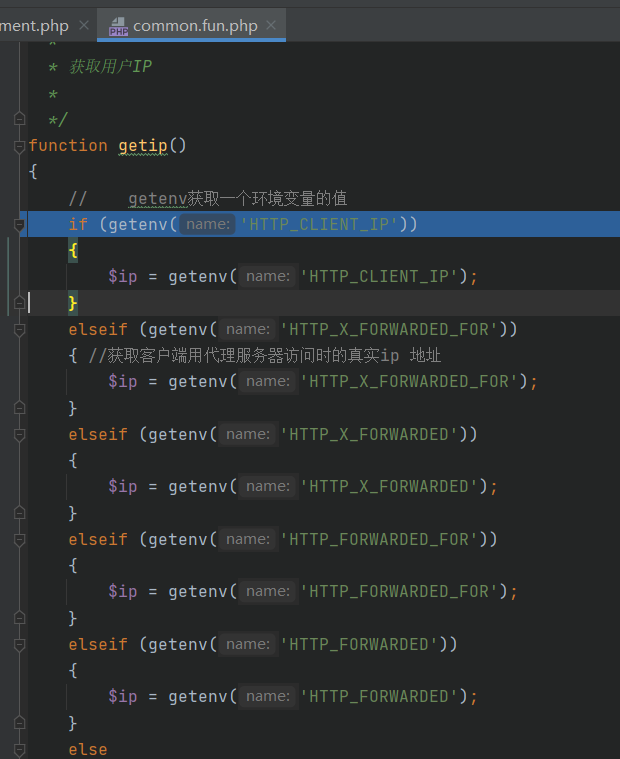 ment.php × common.fun.php ×
*
* 获取用户IP
*
*/
function getip()
{
// getenv获取一个环境变量的值
if (getenv( name: 'HTTP_CLIENT_IP'))
{
$ip = getenv( name: 'HTTP_CLIENT_IP');
}
elseif (getenv( name: 'HTTP_X_FORWARDED_FOR'))
{ //获取客户端用代理服务器访问时的真实ip 地址
$ip = getenv( name: 'HTTP_X_FORWARDED_FOR');
}
elseif (getenv( name: 'HTTP_X_FORWARDED'))
{
$ip = getenv( name: 'HTTP_X_FORWARDED');
}
elseif (getenv( name: 'HTTP_FORWARDED_FOR'))
{
$ip = getenv( name: 'HTTP_FORWARDED_FOR');
}
elseif (getenv( name: 'HTTP_FORWARDED'))
{
$ip = getenv( name: 'HTTP_FORWARDED');
}
else